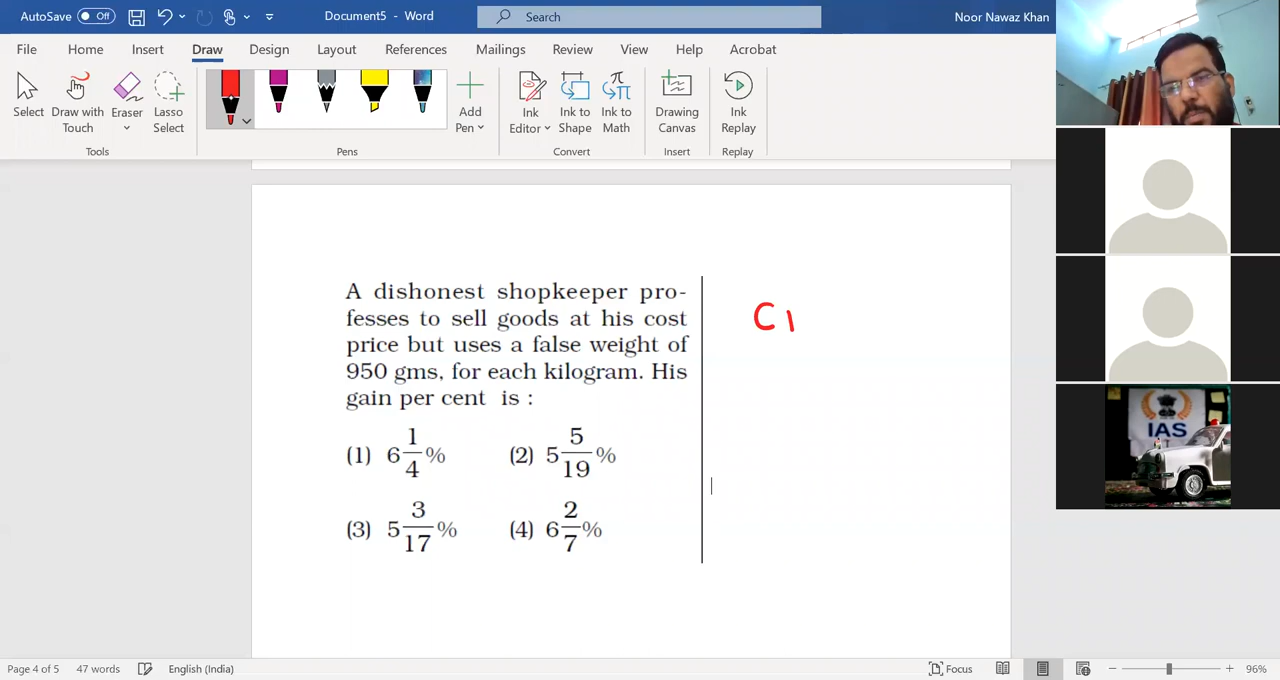 AutoSave Off Document5 - Word Search Noor Nawaz Khan
File Home Insert Draw Design Layout References Mailings Review View Help Acrobat
Select Draw with Touch Eraser Lasso Select Add Pen Ink Editor Ink to Shape Ink to Math Drawing Canvas Ink Replay
Tools Pens Convert Insert Replay
A dishonest shopkeeper pro-
fesses to sell goods at his cost
price but uses a false weight of
950 gms, for each kilogram. His
gain per cent is :
(1) 6 1/4 % (2) 5 5/19 %
(3) 5 3/17 % (4) 6 2/7 %
C
IAS
Page 4 of 5 47 words English (India) Focus 96%